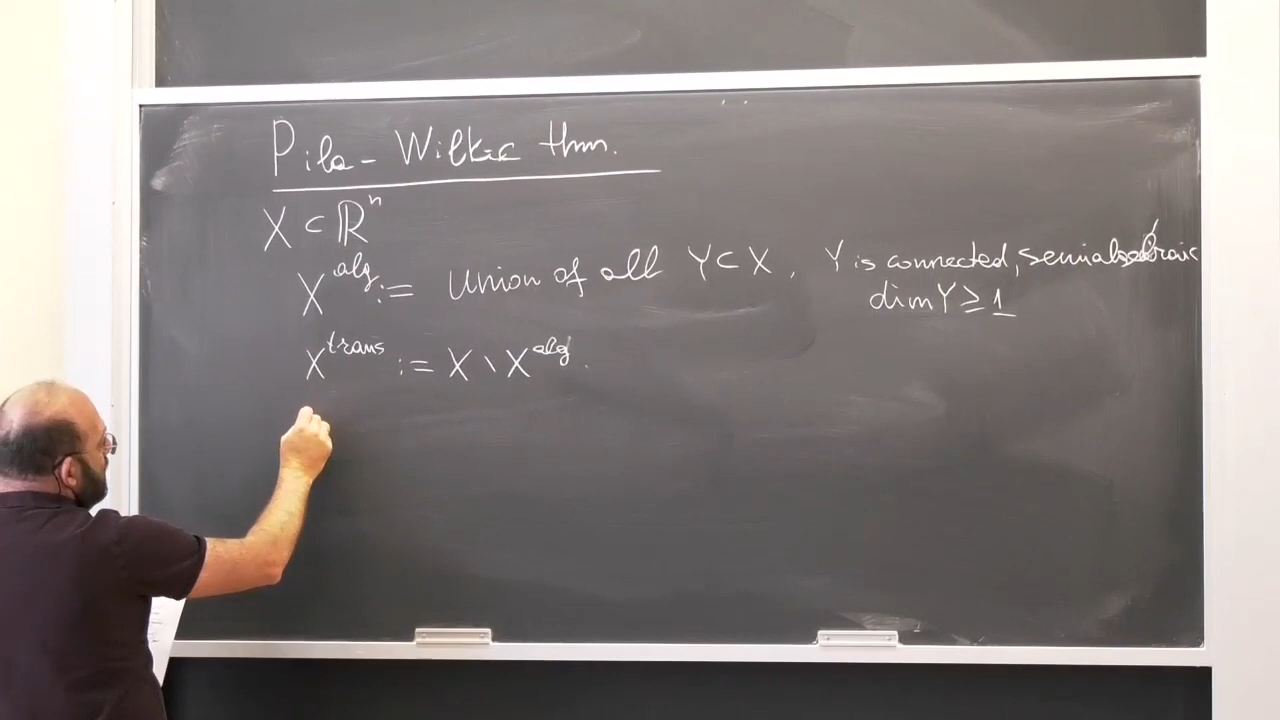 Pila - Wilkie thm.
X ⊂ ℝⁿ
X^alg := Union of all Y ⊂ X, Y is connected, semialgebraic
dim Y ≥ 1
X^trans := X \ X^alg.